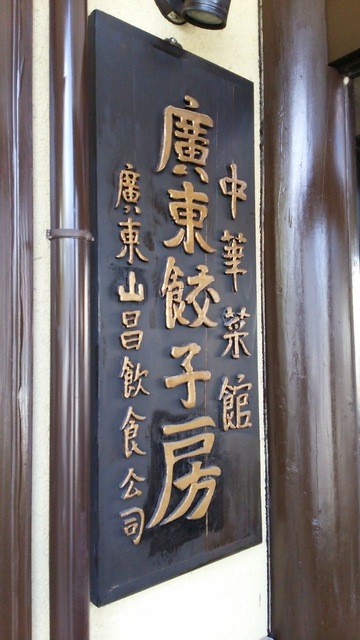 中華菜館
廣東餃子房
廣東山昌飲食公司